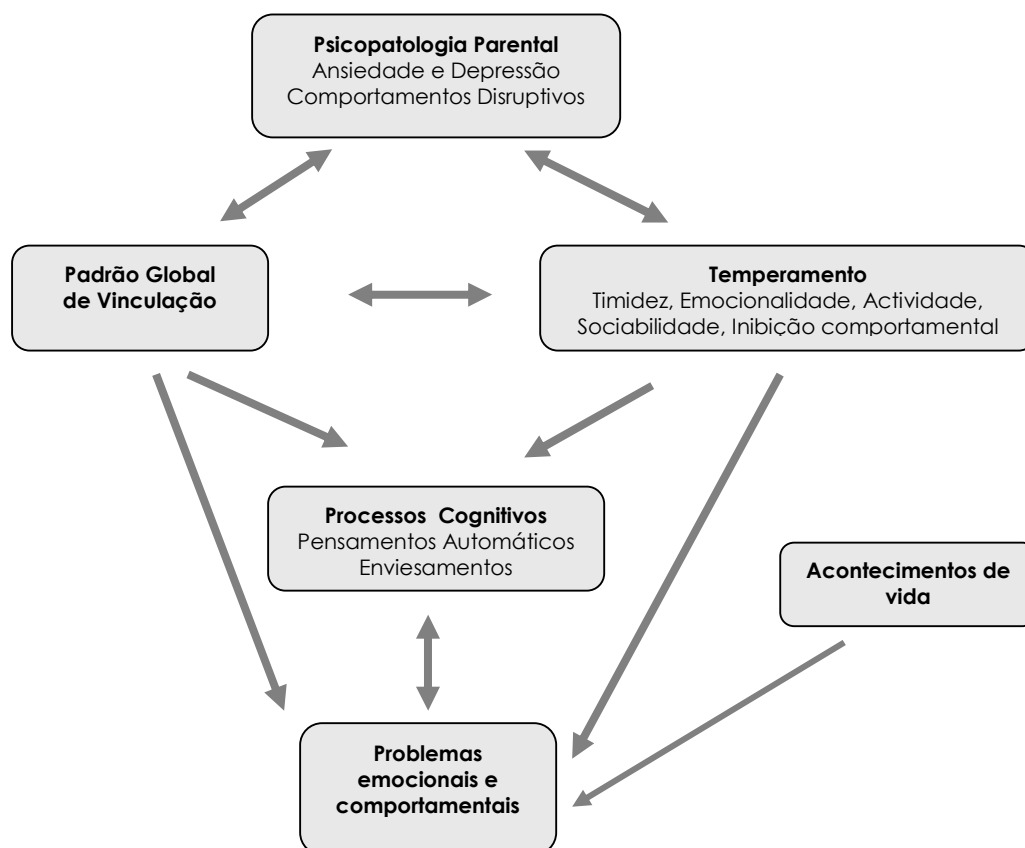 Psicopatologia Parental
Ansiedade e Depressão
Comportamentos Disruptivos
Padrão Global
de Vinculação
Temperamento
Timidez, Emocionalidade, Actividade,
Sociabilidade, Inibição comportamental
Processos Cognitivos
Pensamentos Automáticos
Enviesamentos
Acontecimentos de
vida
Problemas
emocionais e
comportamentais